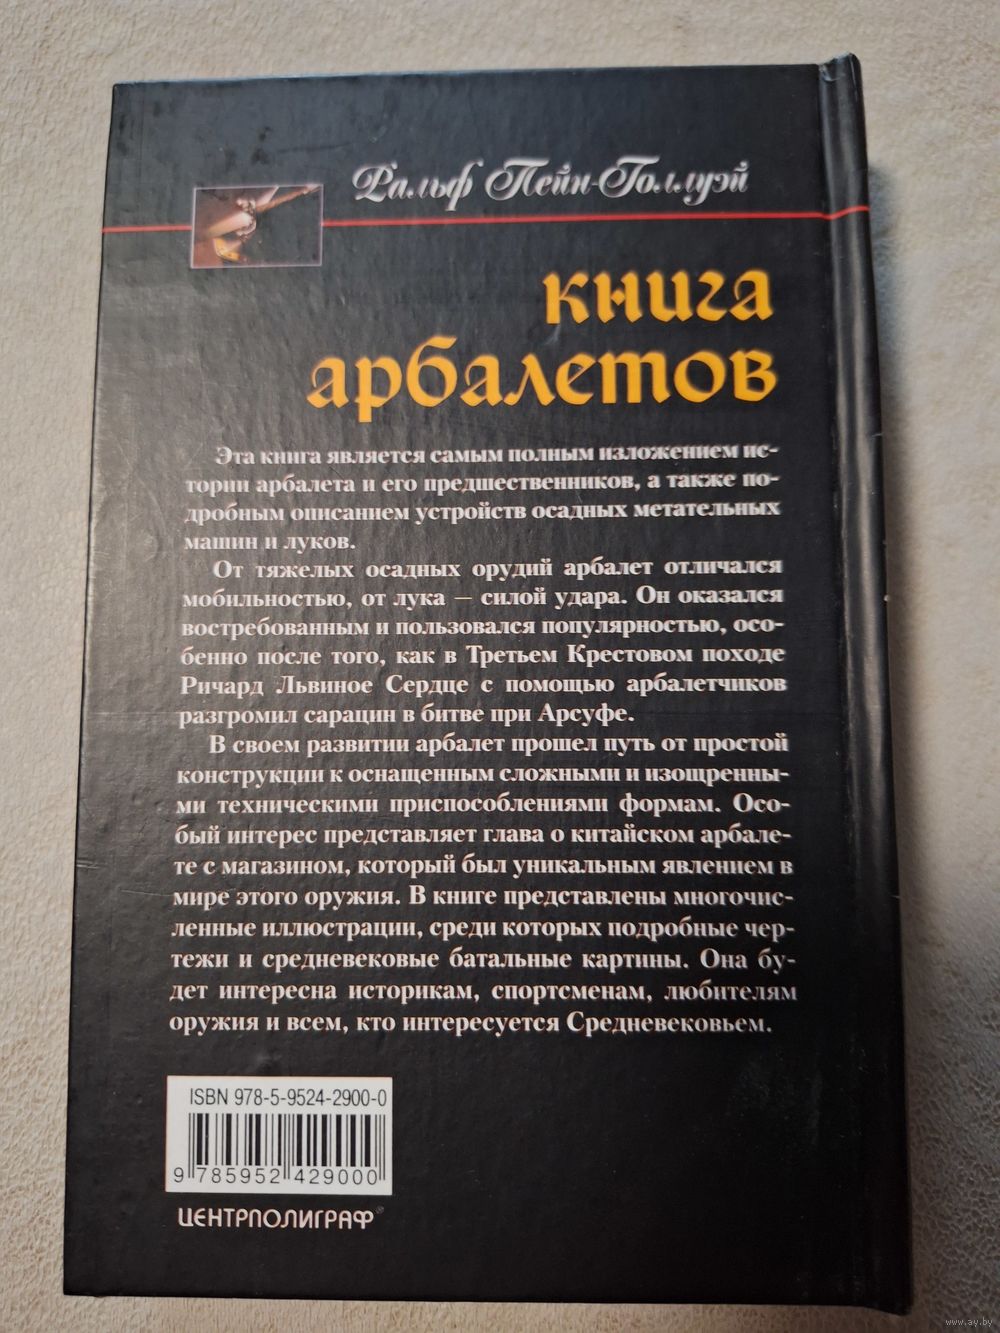 Ральф Пейн-Голлуэй
книга
арбалетов
Эта книга является самым полным изложением ис-
тории арбалета и его предшественников, а также по-
дробным описанием устройств осадных метательных
машин и луков.
От тяжелых осадных орудий арбалет отличался
мобильностью, от лука – силой удара. Он оказался
востребованным и пользовался популярностью, осо-
бенно после того, как в Третьем Крестовом походе
Ричард Львиное Сердце с помощью арбалетчиков
разгромил сарацин в битве при Арсуфе.
В своем развитии арбалет прошел путь от простой
конструкции к оснащенным сложными и изощренны-
ми техническими приспособлениями формам. Осо-
бый интерес представляет глава о китайском арбале-
те с магазином, который был уникальным явлением в
мире этого оружия. В книге представлены многочис-
ленные иллюстрации, среди которых подробные чер-
тежи и средневековые батальные картины. Она бу-
дет интересна историкам, спортсменам, любителям
оружия и всем, кто интересуется Средневековьем.
ISBN 978-5-9524-2900-0
9 785952 429000
ЦЕНТРПОЛИГРАФ®
www.ay.by